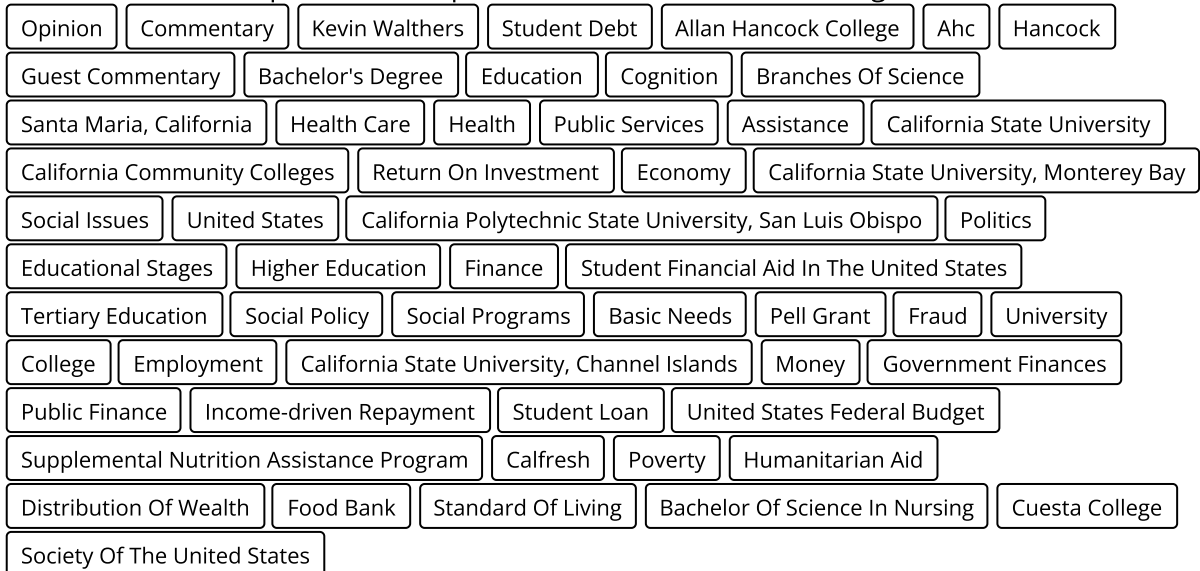 Opinion Commentary Kevin Walthers Student Debt Allan Hancock College Ahc Hancock
Guest Commentary Bachelor's Degree Education Cognition Branches Of Science
Santa Maria, California Health Care Health Public Services Assistance California State University
California Community Colleges Return On Investment Economy California State University, Monterey Bay
Social Issues United States California Polytechnic State University, San Luis Obispo Politics
Educational Stages Higher Education Finance Student Financial Aid In The United States
Tertiary Education Social Policy Social Programs Basic Needs Pell Grant Fraud University
College Employment California State University, Channel Islands Money Government Finances
Public Finance Income-driven Repayment Student Loan United States Federal Budget
Supplemental Nutrition Assistance Program Calfresh Poverty Humanitarian Aid
Distribution Of Wealth Food Bank Standard Of Living Bachelor Of Science In Nursing Cuesta College
Society Of The United States